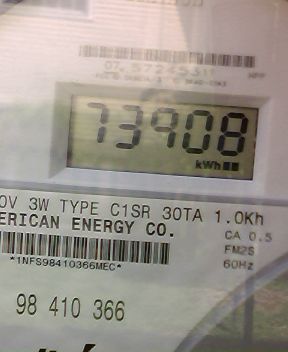 73908
kWh
0V 3W TYPE C1SR 30TA 1.0Kh
ERICAN ENERGY CO.
CA 0.5
FM2S
*1NFS98410366MEC*
60Hz
98 410 366